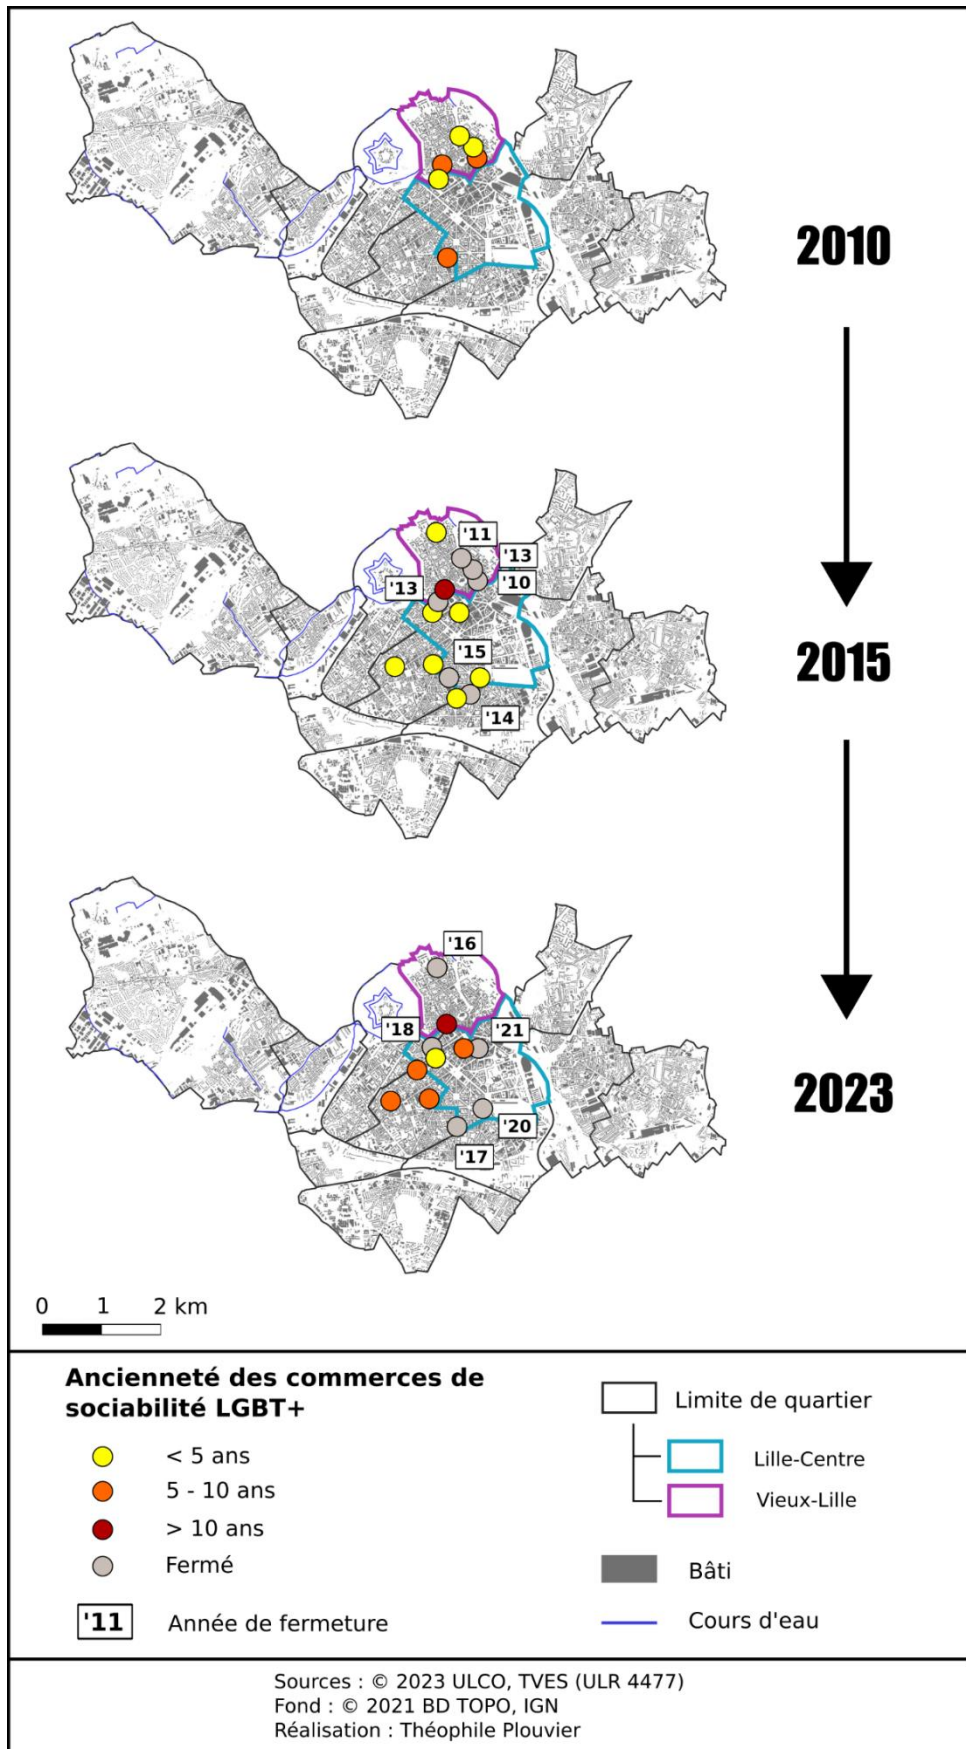 2010
'11
'13
'13
'10
2015
'15
'14
'16
'18
'21
2023
'20
'17
0 1 2 km
Ancienneté des commerces de
sociabilité LGBT+
< 5 ans
5 - 10 ans
> 10 ans
Fermé
'11 Année de fermeture
Limite de quartier
Lille-Centre
Vieux-Lille
Bâti
Cours d'eau
Sources : © 2023 ULCO, TVES (ULR 4477)
Fond : © 2021 BD TOPO, IGN
Réalisation : Théophile Plouvier